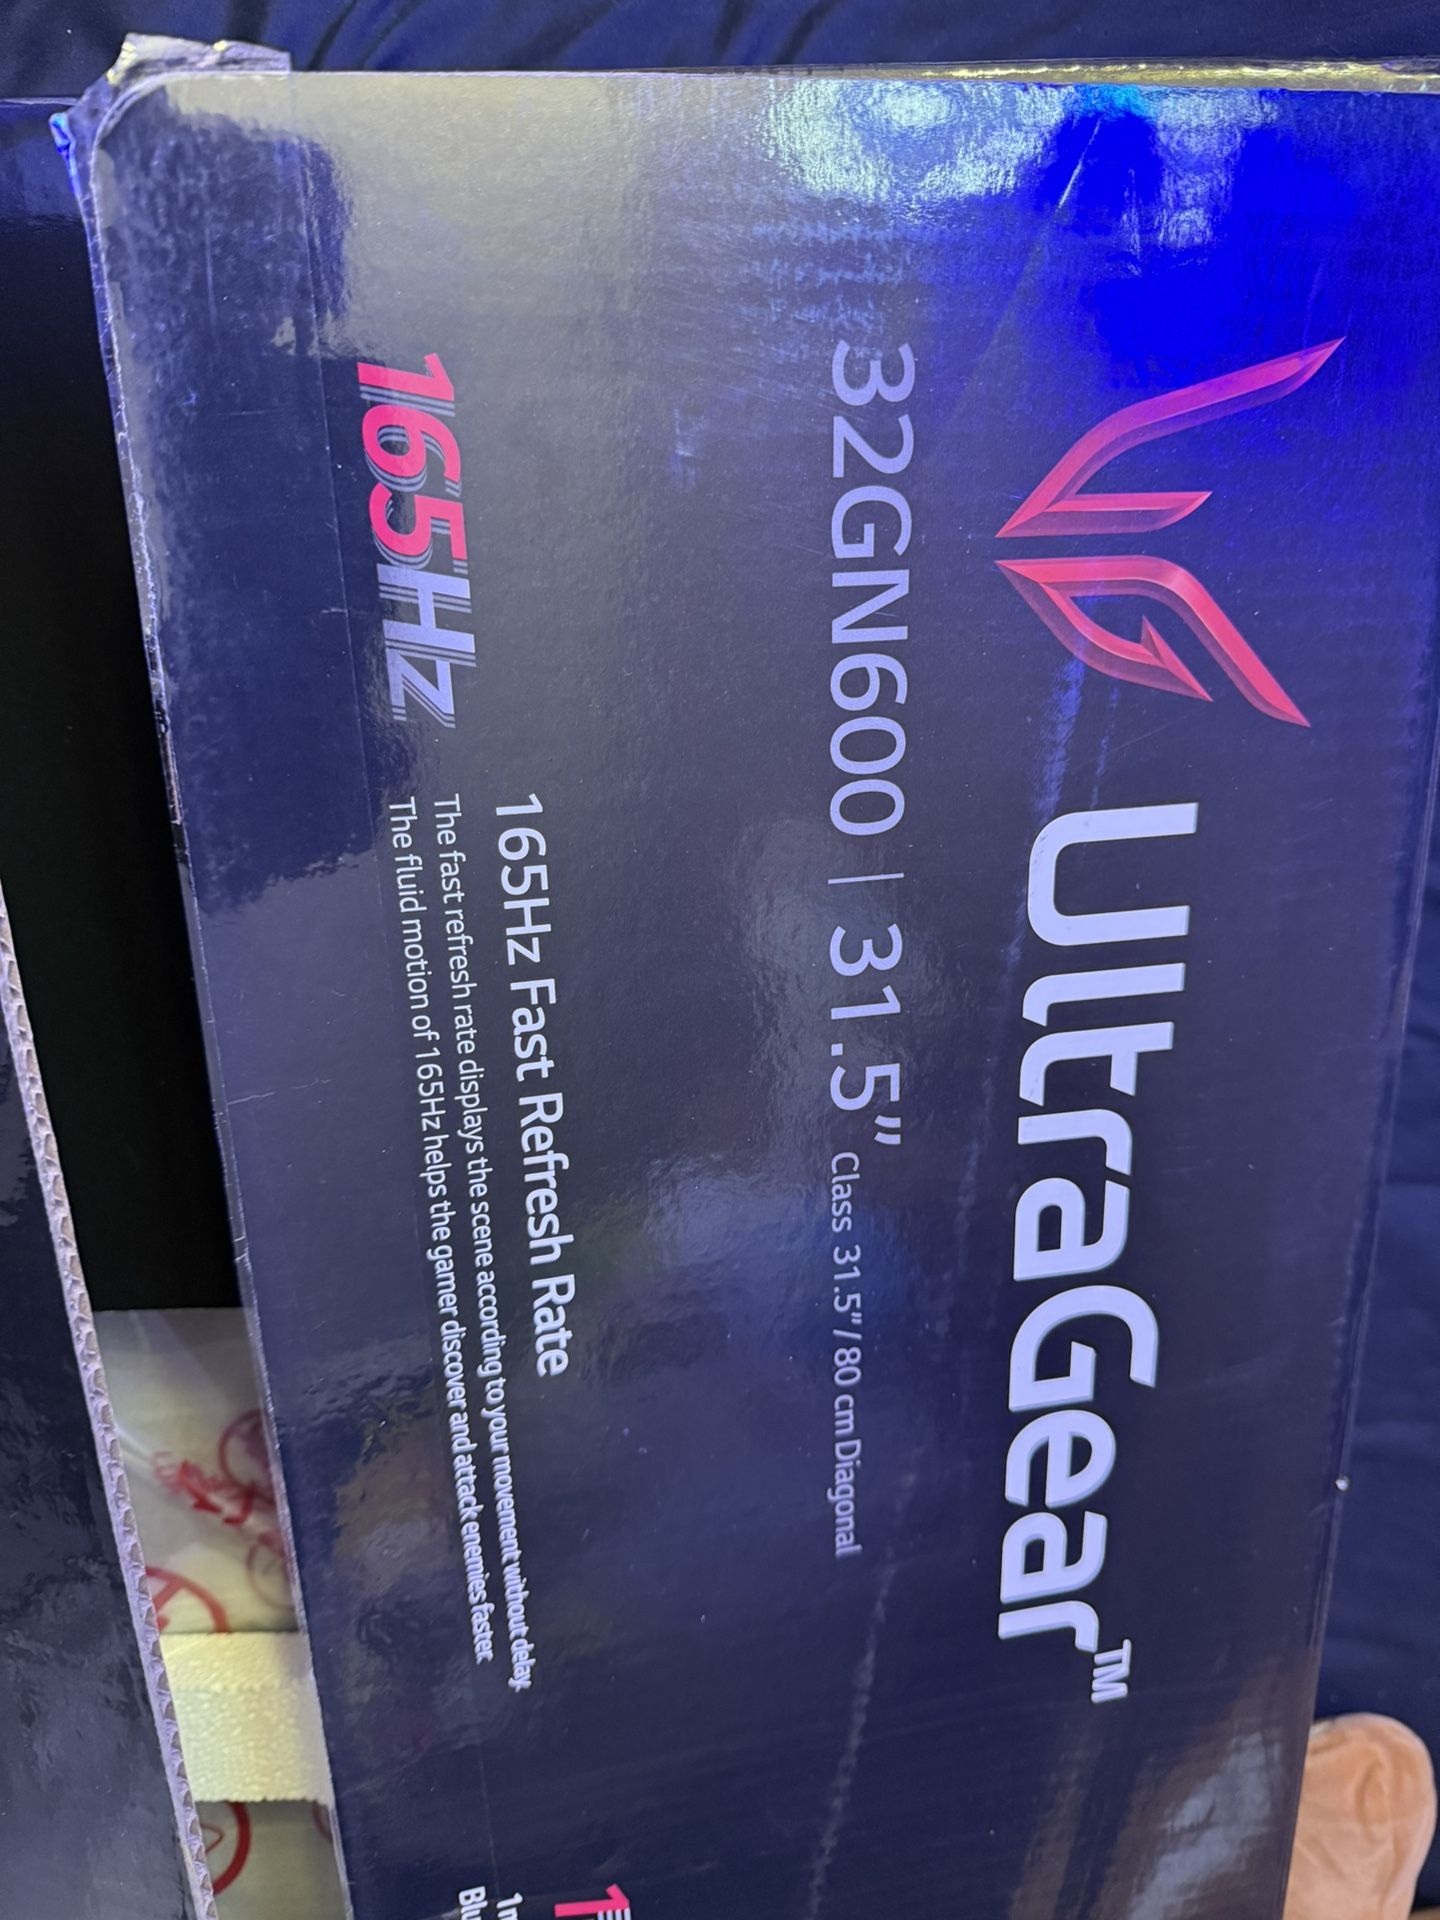 UltraGear™
32GN600 | 31.5" Class 31.5"/ 80 cm Diagonal
165Hz
165Hz Fast Refresh Rate
The fast refresh rate displays the scene according to your movement without delay.
The fluid motion of 165Hz helps the gamer discover and attack enemies faster.